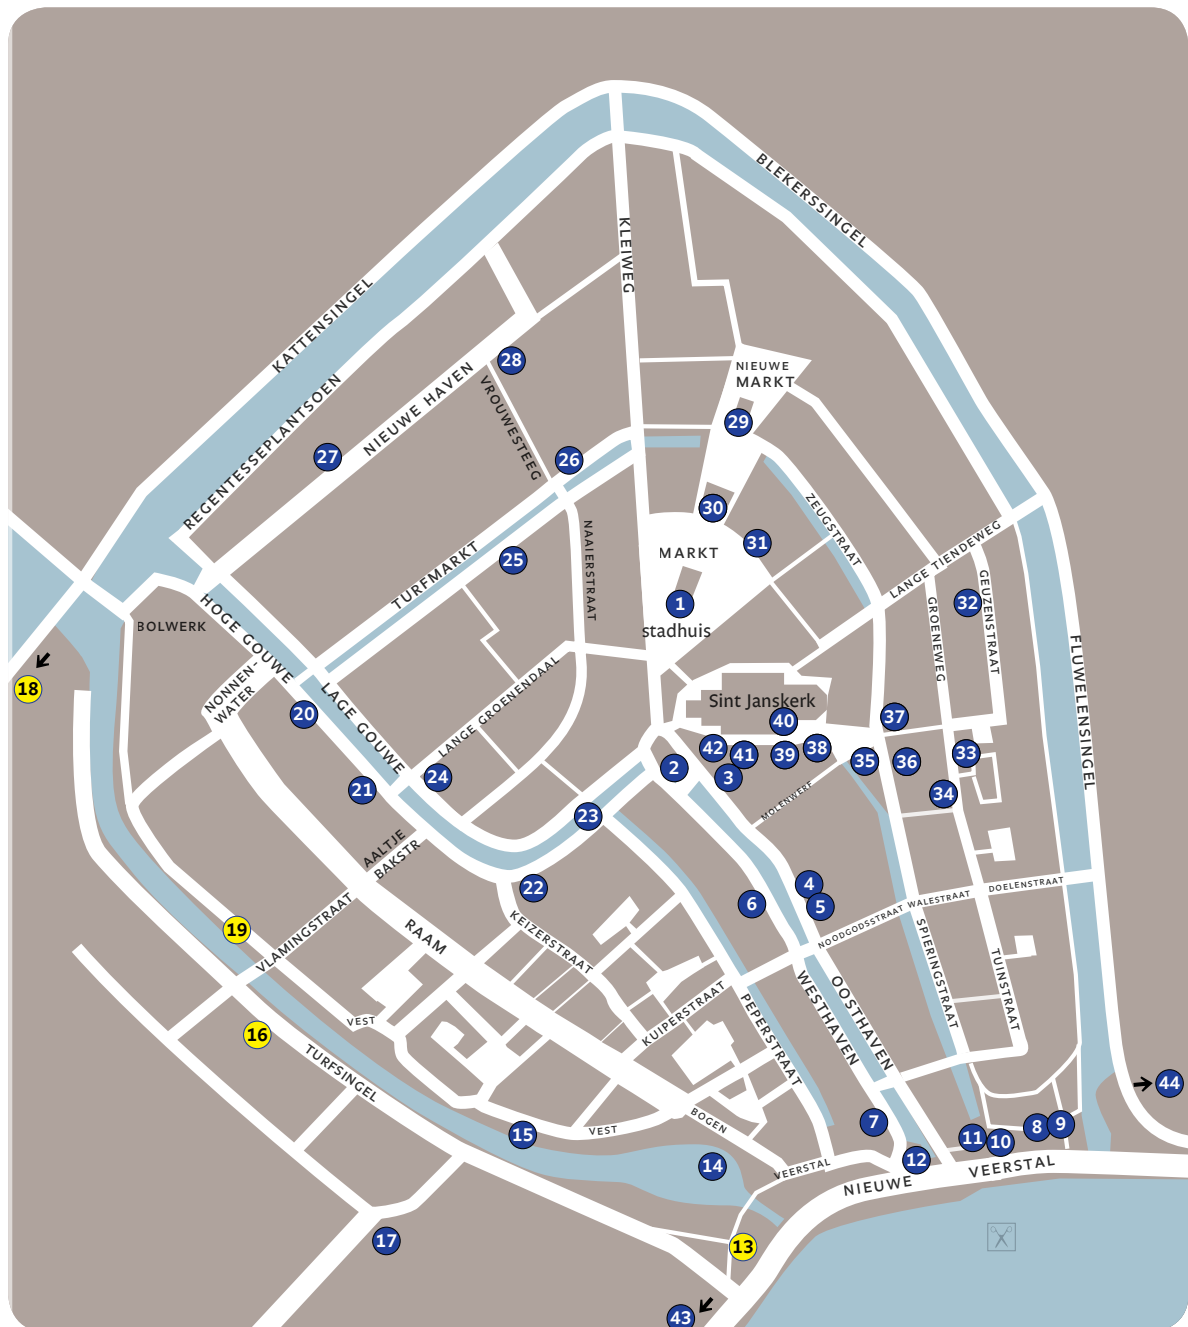 BLEKERSSINGEL
KLEIWEG
KATTENSINGEL
REGENTESSEPLANTSOEN
NIEUWE HAVEN
28
VROUWESTEEG
NIEUWE
MARKT
29
27
26
30
ZEUGSTRAAT
MARKT
31
NAAIERSTRAAT
25
TURFMARKT
LANGE TIENDEWEG
GEUZENSTRAAT
32
GROENEWEG
1
stadhuis
HOGE GOUWE
BOLWERK
NONNEN-
WATER
18
20
LAGE GOUWE
LANGE GROENENDAAL
FLUWELENSINGEL
Sint Janskerk
40
37
42
41
39
38
35
36
33
2
3
24
21
34
MOLENWERF
23
AALTJE
BAKSTR
22
4
5
6
DOELENSTRAAT
WALESTRAAT
NOODGODSSTRAAT
KEIZERSTRAAT
RAAM
VLAMINGSTRAAT
19
SPIERINGSTRAAT
TUINSTRAAT
OOSTHAVEN
WESTHAVEN
PEPERSTRAAT
KUIPERSTRAAT
VEST
16
TURFSINGEL
44
BOGEN
VEST
15
7
11
10
8
9
14
12
VEERSTAL
NIEUWE
VEERSTAL
17
13
43